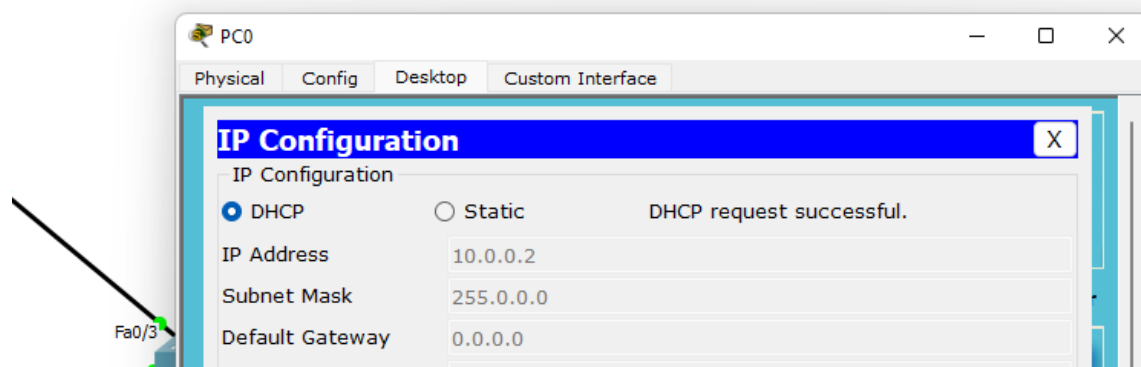 PC0
Physical Config Desktop Custom Interface
IP Configuration
X
IP Configuration
DHCP Static DHCP request successful.
IP Address 10.0.0.2
Subnet Mask 255.0.0.0
Fa0/3
Default Gateway 0.0.0.0